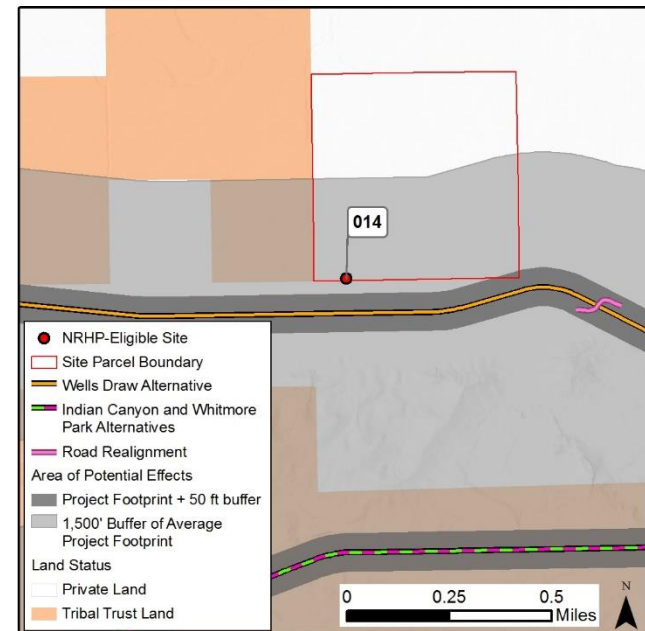 014
NRHP-Eligible Site
Site Parcel Boundary
Wells Draw Alternative
Indian Canyon and Whitmore
Park Alternatives
Road Realignment
Area of Potential Effects
Project Footprint + 50 ft buffer
1,500' Buffer of Average
Project Footprint
Land Status
Private Land
Tribal Trust Land
0 0.25 0.5
Miles
N